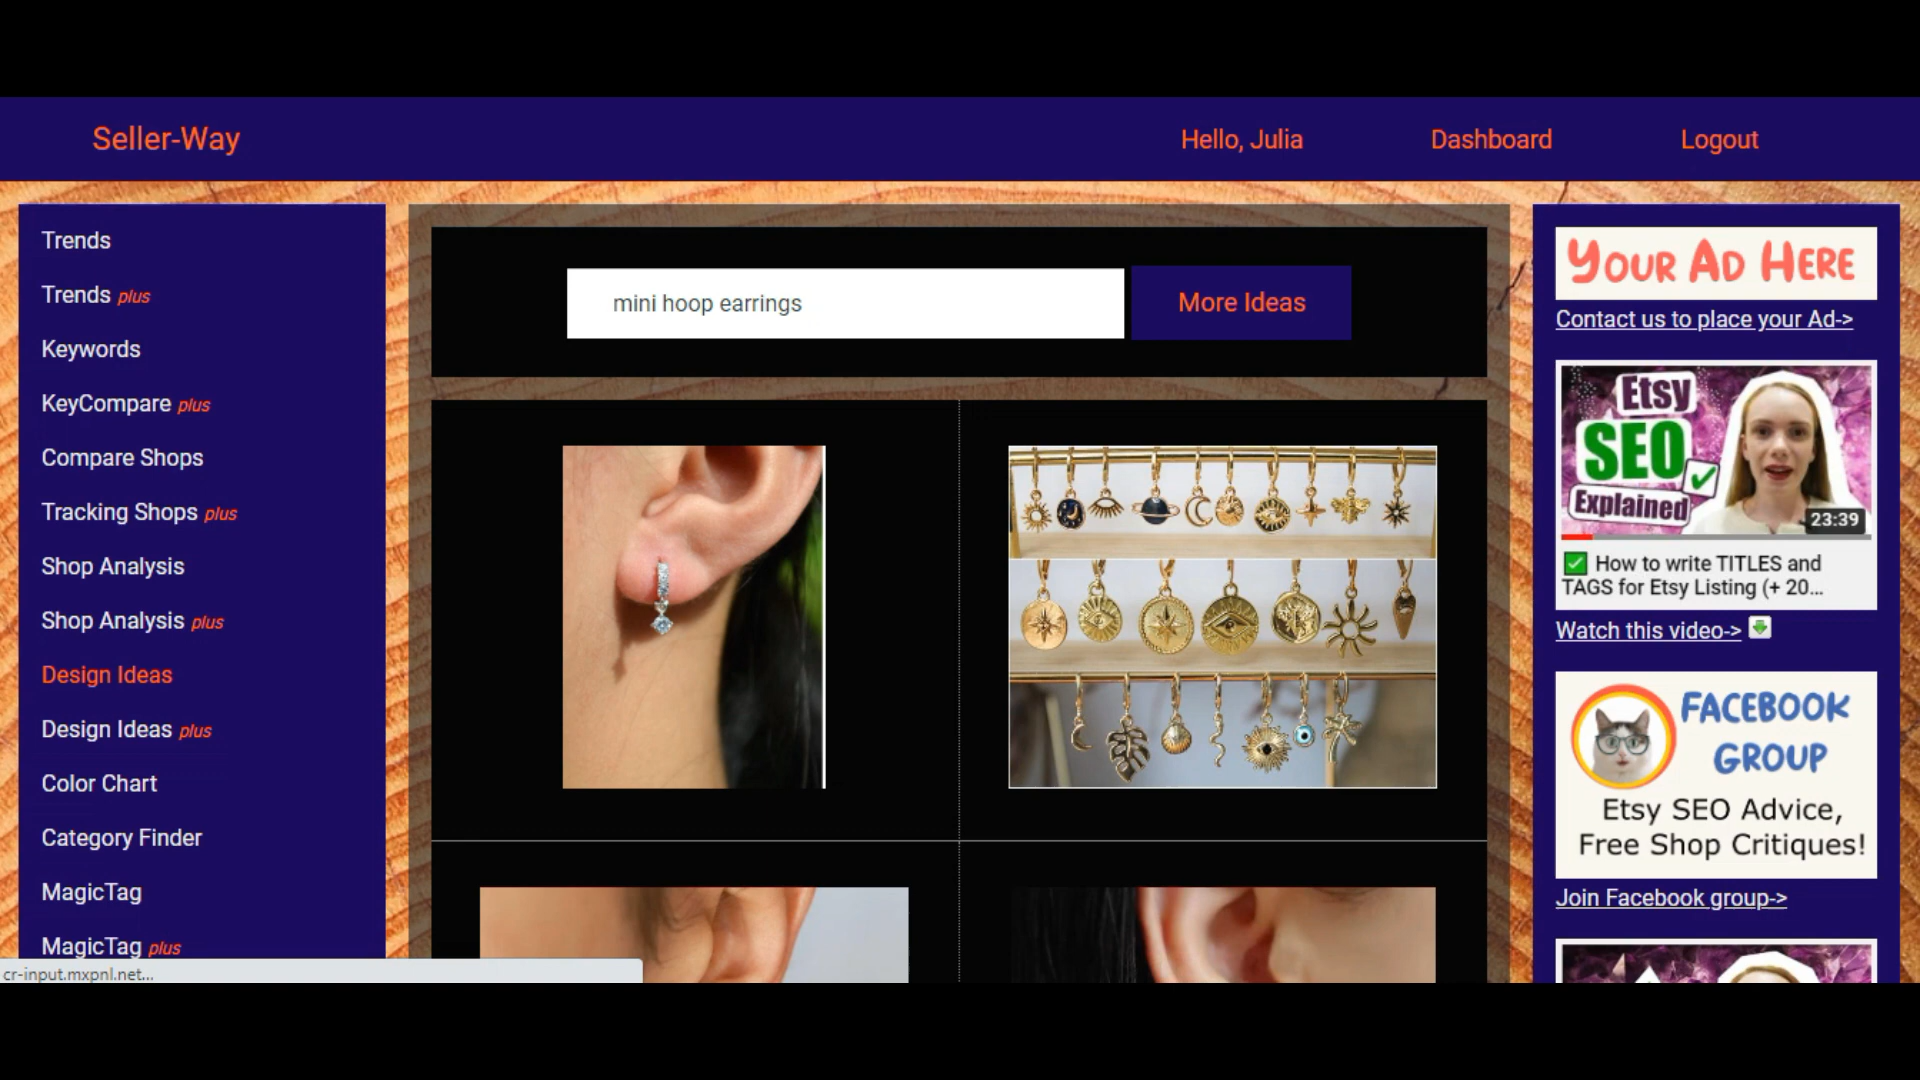 Seller-Way
Hello, Julia
Dashboard
Logout
Trends
Trends plus
Keywords
KeyCompare plus
Compare Shops
Tracking Shops plus
Shop Analysis
Shop Analysis plus
Design Ideas
Design Ideas plus
Color Chart
Category Finder
MagicTag
MagicTag plus
cr-input.mxpnl.net...
mini hoop earrings
More Ideas
YOUR AD HERE
Contact us to place your Ad->
Etsy
SEO
Explained
23:39
How to write TITLES and
TAGS for Etsy Listing (+ 20...
Watch this video->
FACEBOOK
GROUP
Etsy SEO Advice,
Free Shop Critiques!
Join Facebook group->